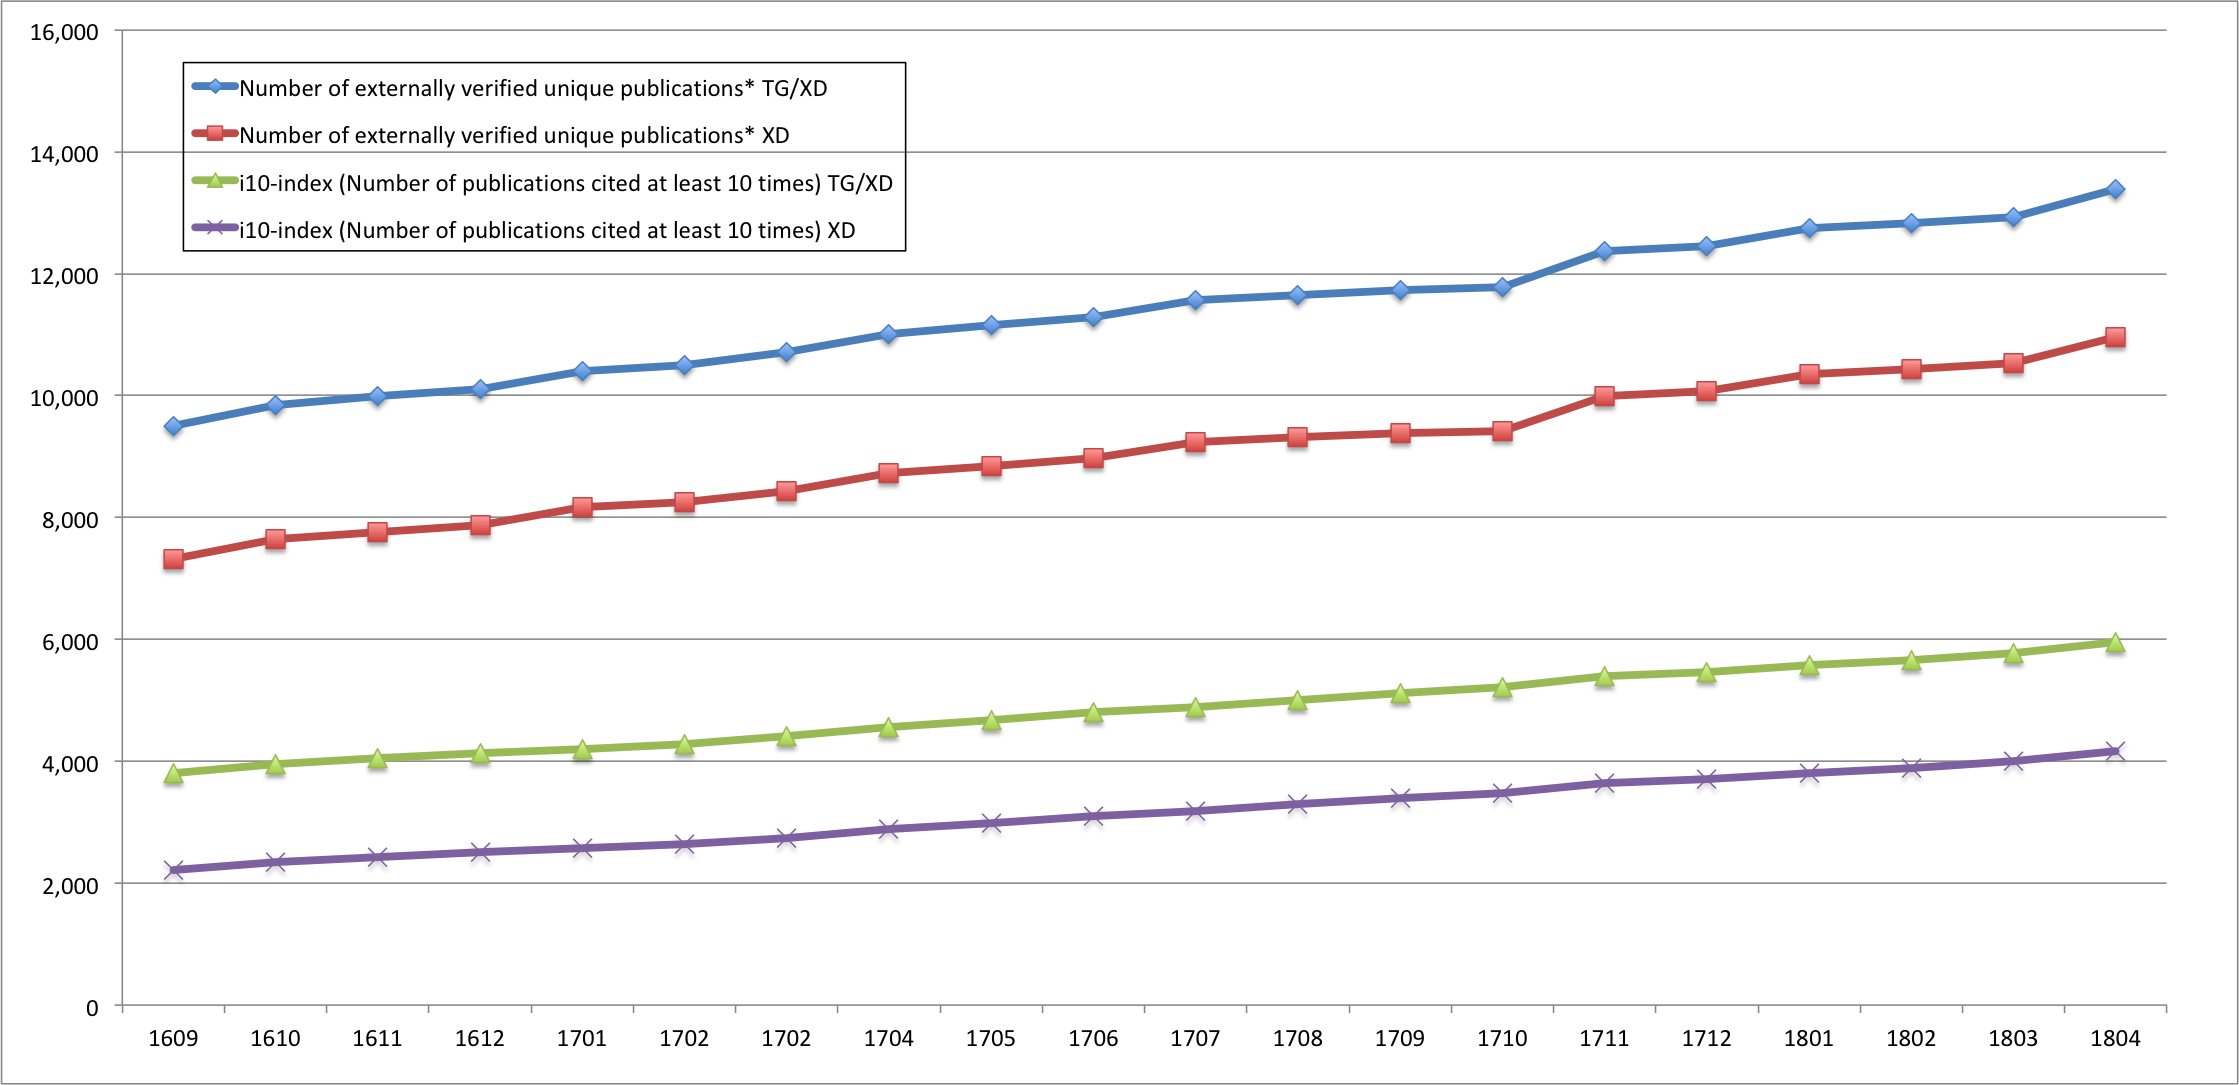 16,000
14,000
12,000
10,000
8,000
6,000
4,000
2,000
0
Number of externally verified unique publications* TG/XD
Number of externally verified unique publications* XD
i10-index (Number of publications cited at least 10 times) TG/XD
i10-index (Number of publications cited at least 10 times) XD
1609 1610 1611 1612 1701 1702 1702 1704 1705 1706 1707 1708 1709 1710 1711 1712 1801 1802 1803 1804